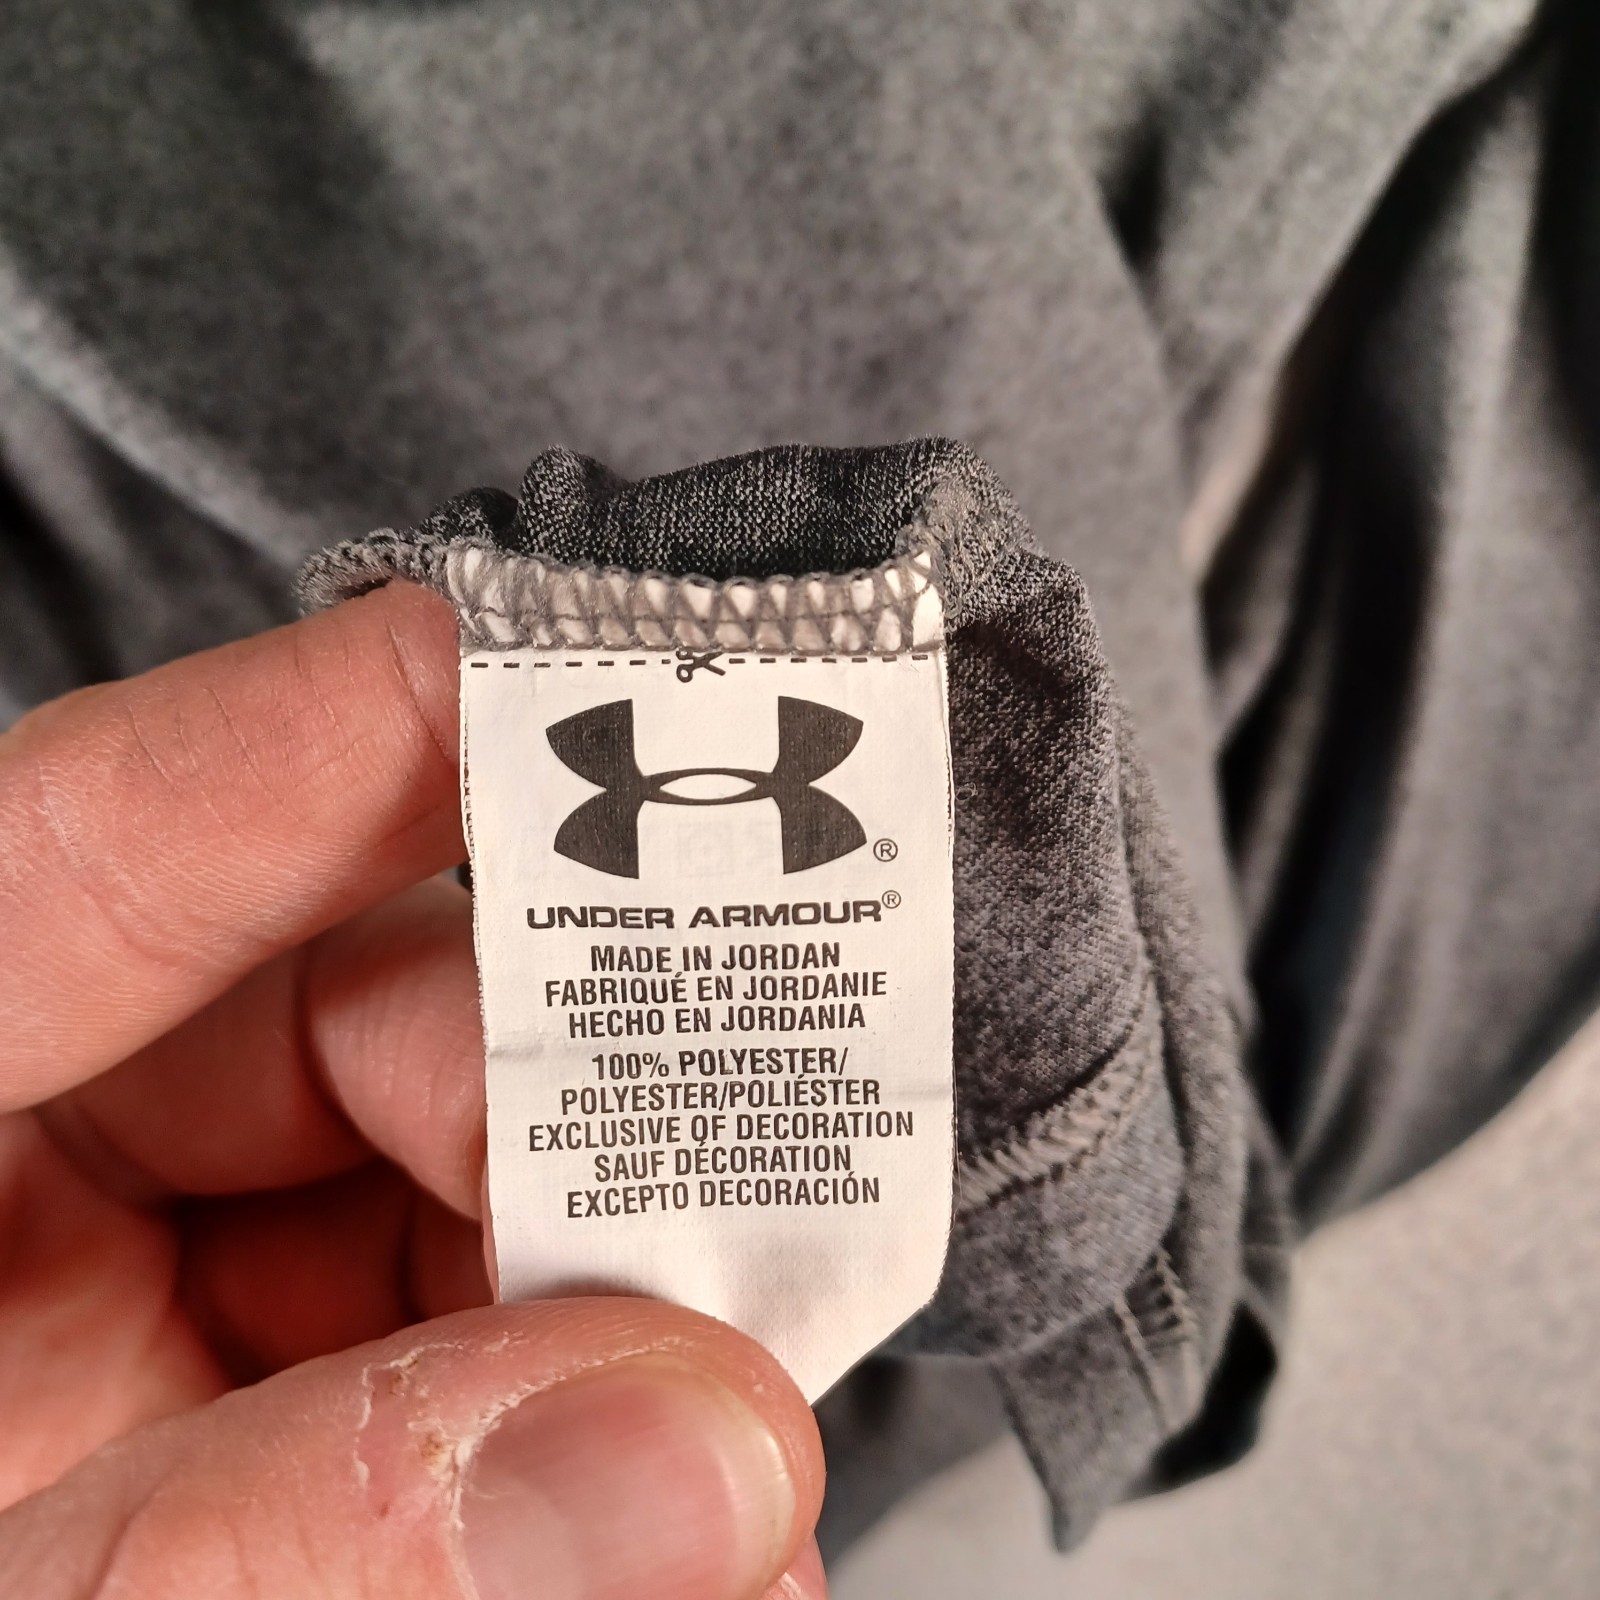 ®
UNDER ARMOUR®
MADE IN JORDAN
FABRIQUÉ EN JORDANIE
HECHO EN JORDANIA
100% POLYESTER/
POLYESTER/POLIÉSTER
EXCLUSIVE OF DECORATION
SAUF DÉCORATION
EXCEPTO DECORACIÓN